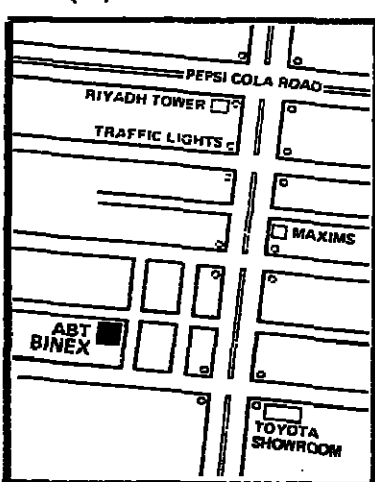 PEPSI COLA ROAD
RIYADH TOWER
TRAFFIC LIGHTS
MAXIMS
ABT
BINEX
TOYOTA
SHOWROOM